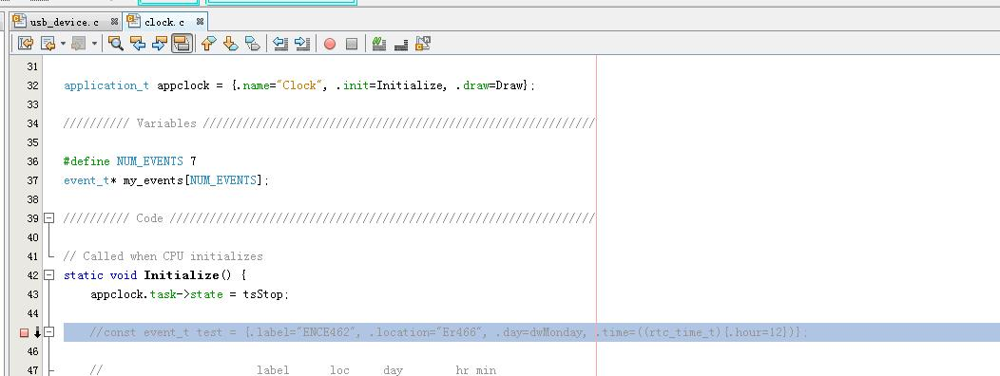 usb_device.c clock.c
31
32 application_t appclock = {.name="Clock", .init=Initialize, .draw=Draw};
33
34 ////////// Variables ///////////////////////////////////////////////////////////
35
36 #define NUM_EVENTS 7
37 event_t* my_events[NUM_EVENTS];
38
39 ////////// Code ////////////////////////////////////////////////////////////////
40
41 // Called when CPU initializes
42 static void Initialize() {
43 appclock.task->state = tsStop;
44
//const event_t test = {.label="ENCE462", .location="Er466", .day=dwMonday, .time=((rtc_time_t){.hour=12})};
46
47 // label loc day hr min